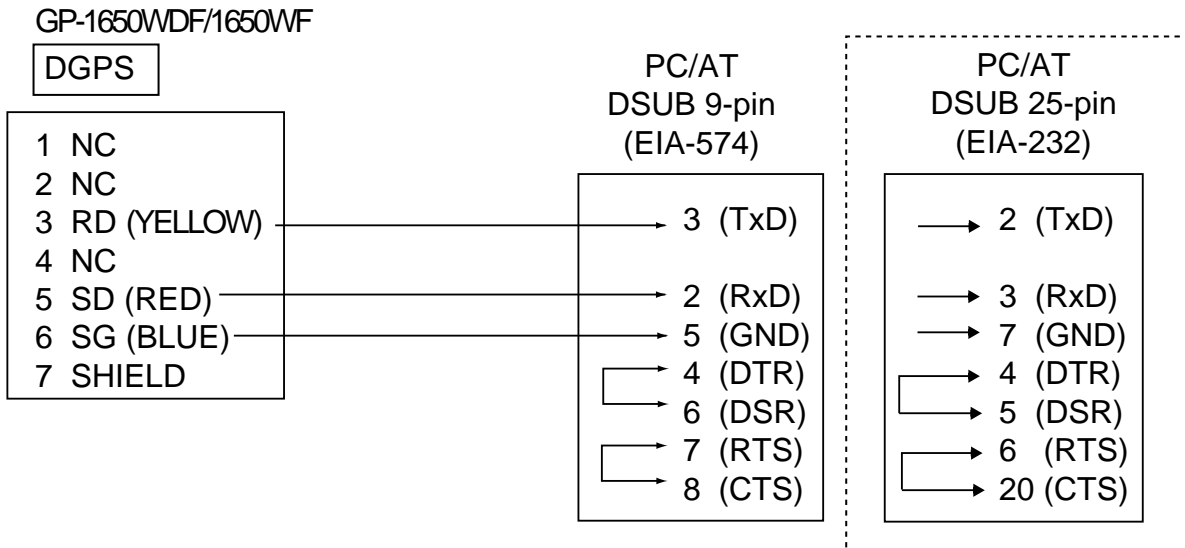 GP-1650WDF/1650WF
DGPS
1 NC
2 NC
3 RD (YELLOW)
4 NC
5 SD (RED)
6 SG (BLUE)
7 SHIELD
PC/AT
DSUB 9-pin
(EIA-574)
3 (TxD)
2 (RxD)
5 (GND)
4 (DTR)
6 (DSR)
7 (RTS)
8 (CTS)
PC/AT
DSUB 25-pin
(EIA-232)
2 (TxD)
3 (RxD)
7 (GND)
4 (DTR)
5 (DSR)
6 (RTS)
20 (CTS)